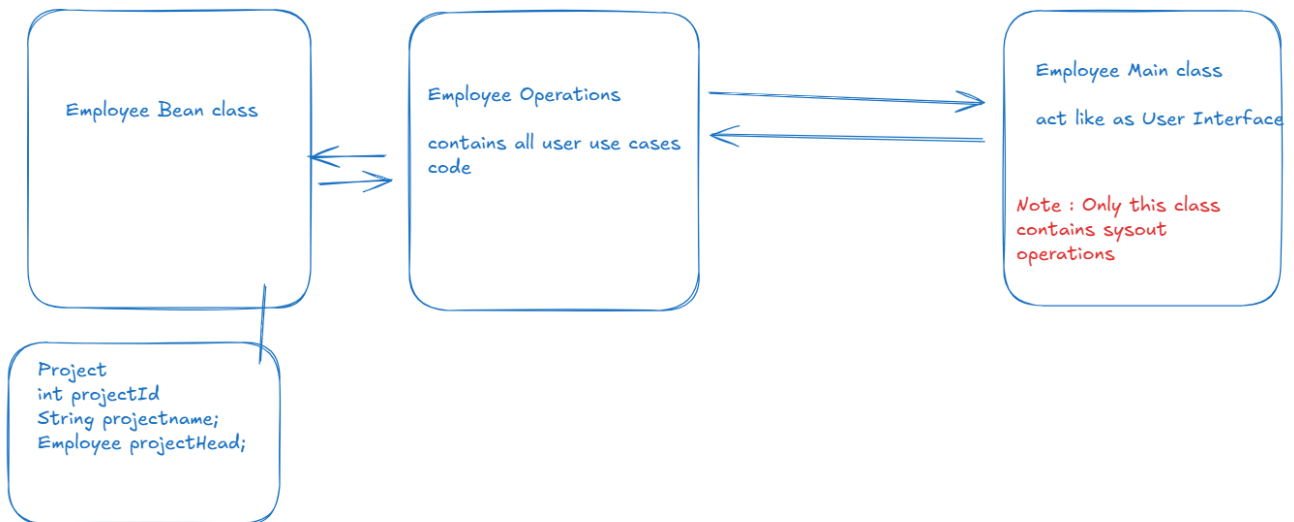 Employee Bean class
Employee Operations
contains all user use cases
code
Employee Main class
act like as User Interface
Note : Only this class
contains sysout
operations
Project
int projectId
String projectname;
Employee projectHead;